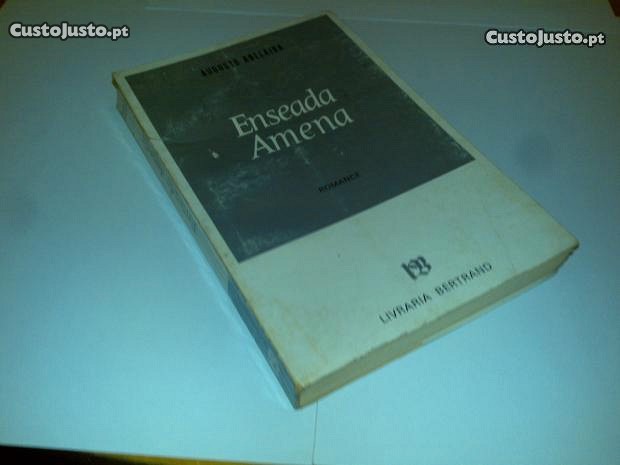 CustoJusto.pt
CustoJusto.pt
AUGUSTO ABELAIRA
Enseada
Amena
ROMANCE
LIVRARIA BERTRAND